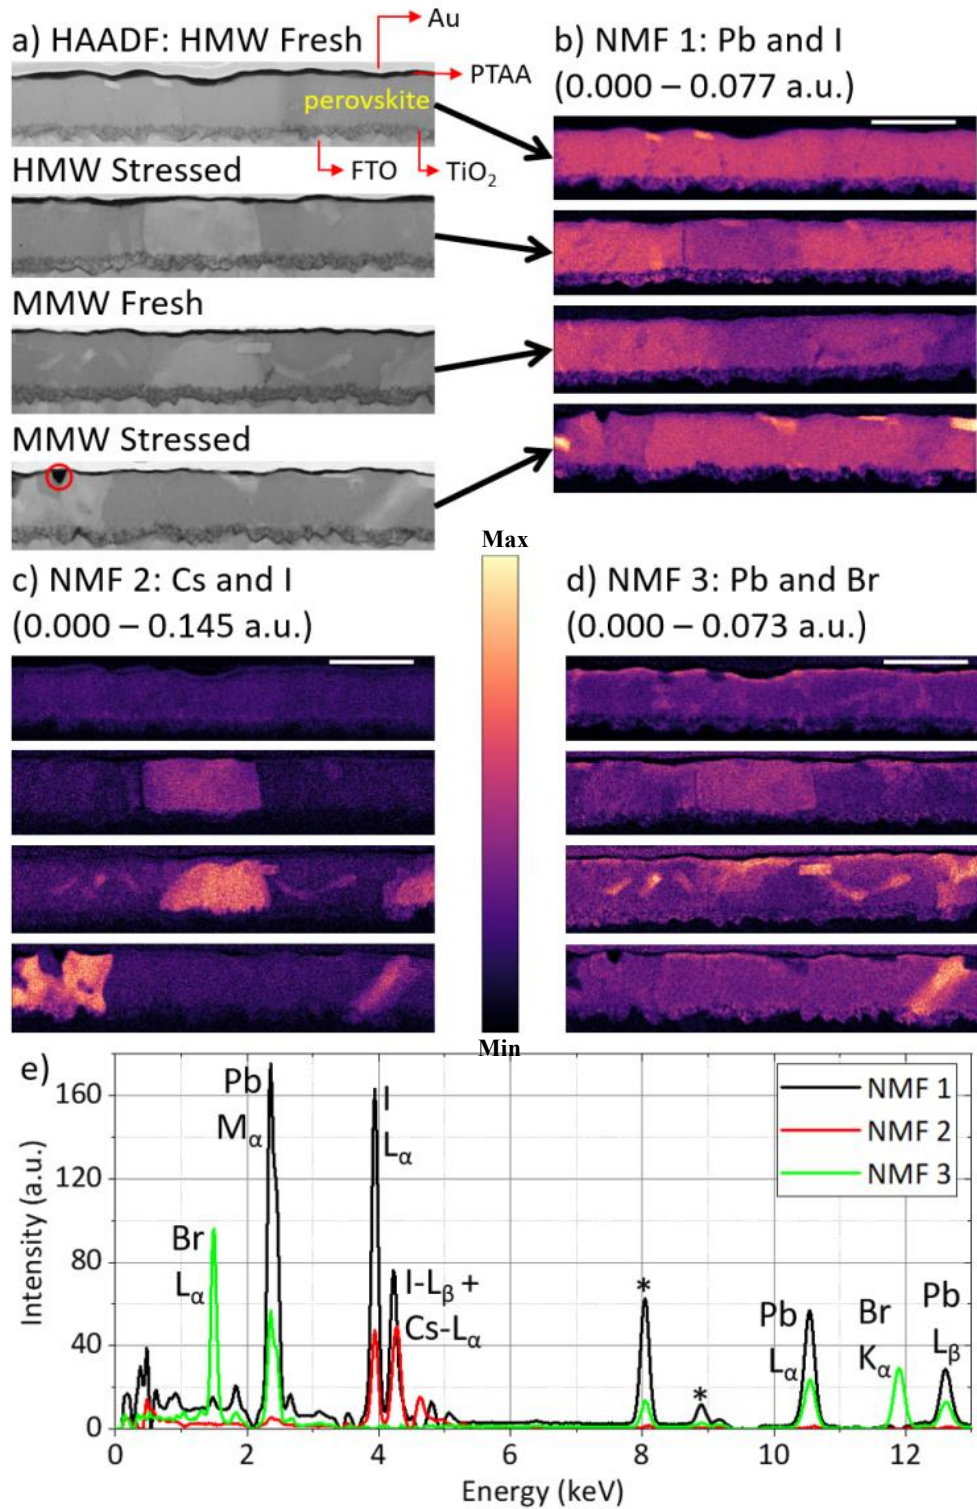 a) HAADF: HMW Fresh
Au
PTAA
perovskite
FTO
TiO₂
HMW Stressed
MMW Fresh
MMW Stressed
b) NMF 1: Pb and I
(0.000 – 0.077 a.u.)
Max
Min
c) NMF 2: Cs and I
(0.000 – 0.145 a.u.)
d) NMF 3: Pb and Br
(0.000 – 0.073 a.u.)
e)
Intensity (a.u.)
160
120
80
40
0
Br
Lα
Pb
Mα
I
Lα
I-Lβ +
Cs-Lα
*
*
Pb
Lα
Br
Kα
Pb
Lβ
NMF 1
NMF 2
NMF 3
0 2 4 6 8 10 12
Energy (keV)